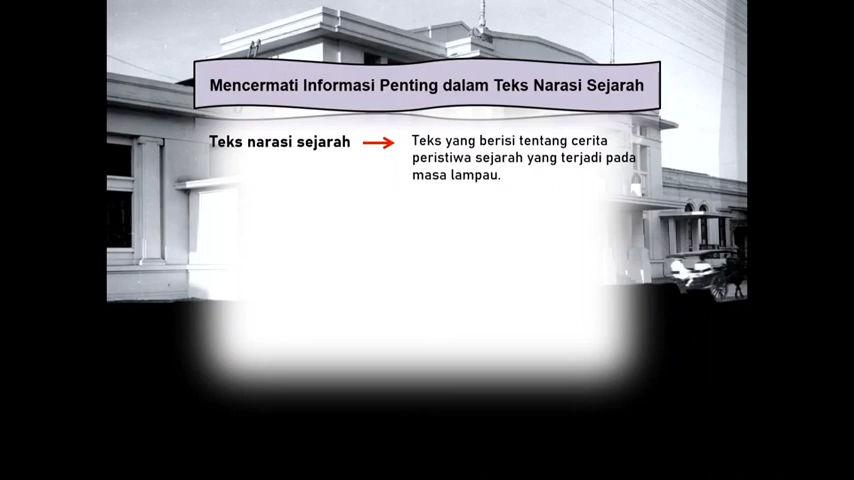 Mencermati Informasi Penting dalam Teks Narasi Sejarah
Teks narasi sejarah
Teks yang berisi tentang cerita
peristiwa sejarah yang terjadi pada
masa lampau.